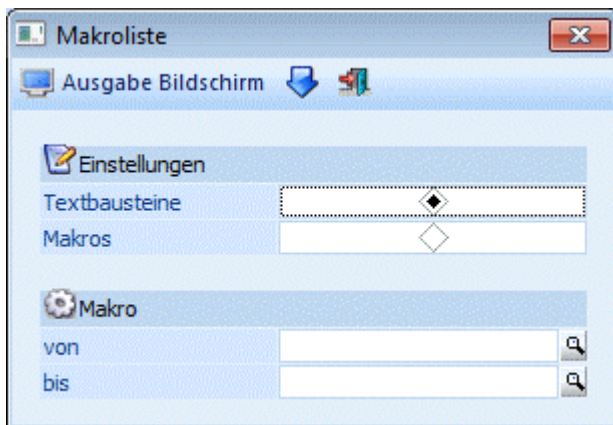 Makroliste
Ausgabe Bildschirm
Einstellungen
Textbausteine
Makros
Makro
von
bis